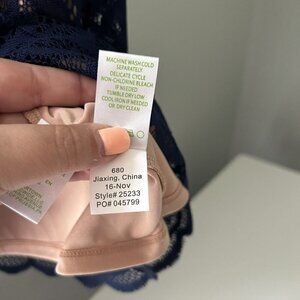 MACHINE WASH COLD
SEPARATELY
DELICATE CYCLE
NON-CHLORINE BLEACH
IF NEEDED
TUMBLE DRY LOW
COOL IRON IF NEEDED
OR DRY CLEAN
680
Jiaxing, China
16-Nov
Style# 25233
PO# 045799